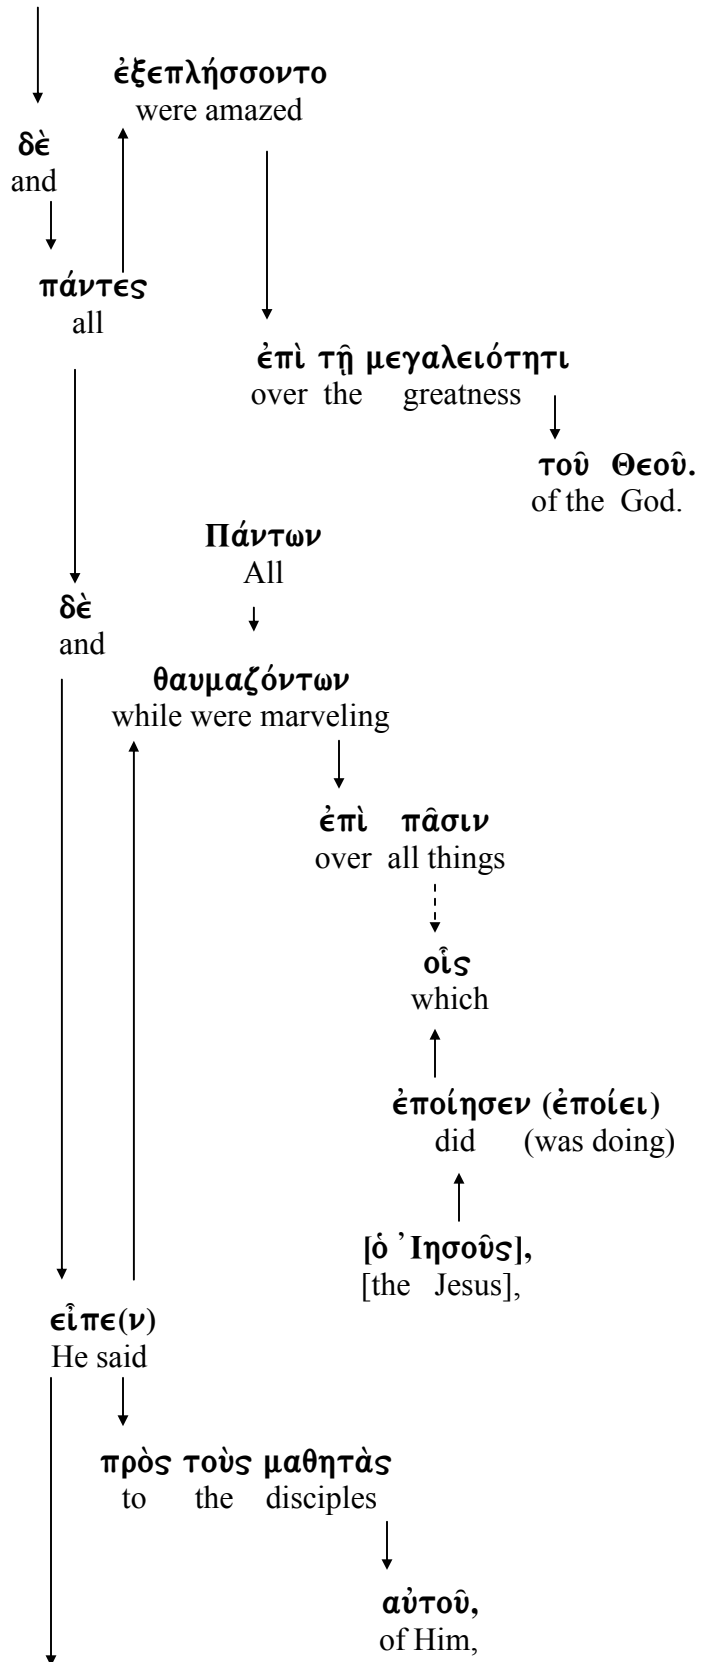 ἐξεπλήσσοντο
were amazed
δὲ
and
πάντες
all
ἐπὶ τῇ μεγαλειότητι
over the greatness
τοῦ Θεοῦ.
of the God.
Πάντων
All
δὲ
and
θαυμαζόντων
while were marveling
ἐπὶ πᾶσιν
over all things
οἷς
which
ἐποίησεν (ἐποίει)
did (was doing)
[ὁ Ἰησοῦς],
[the Jesus],
εἶπε(ν)
He said
πρὸς τοὺς μαθητὰς
to the disciples
αὐτοῦ,
of Him,